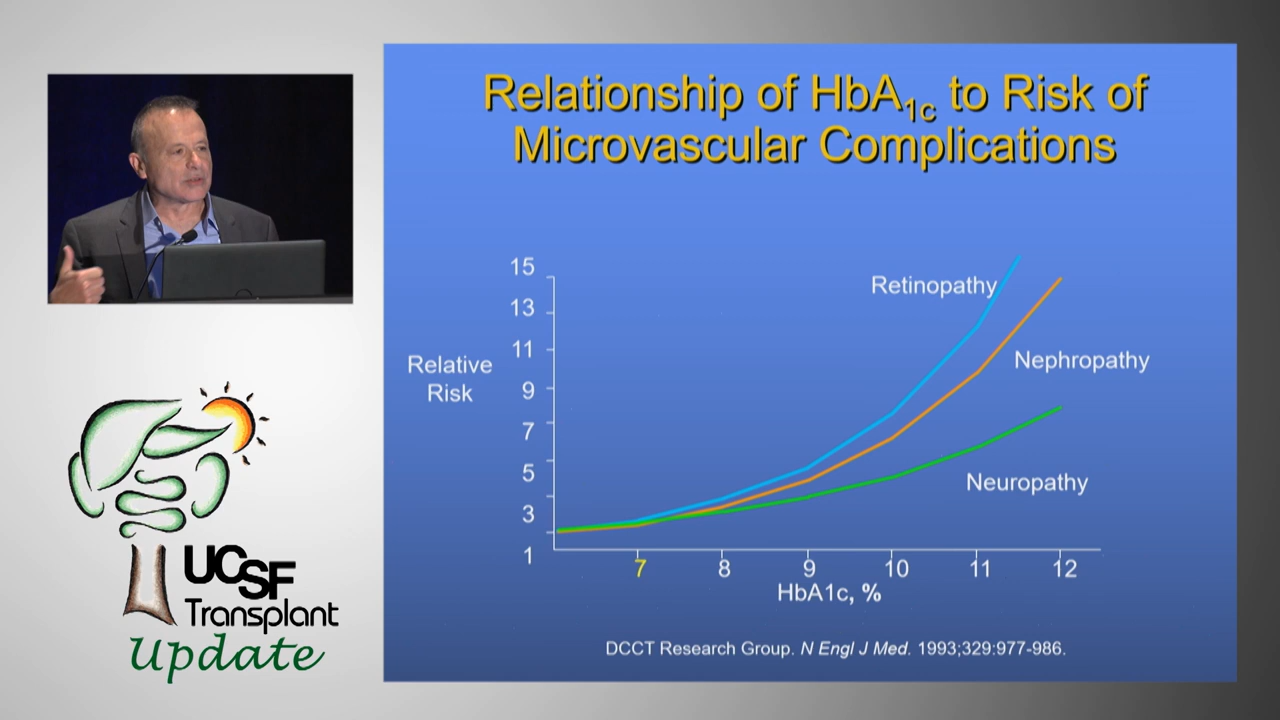 Relationship of HbA1c to Risk of
Microvascular Complications
15
13
11
9
7
5
3
1
Relative
Risk
Retinopathy
Nephropathy
Neuropathy
7 8 9 10 11 12
HbA1c, %
DCCT Research Group. N Engl J Med. 1993;329:977-986.
UCSF
Transplant
Update